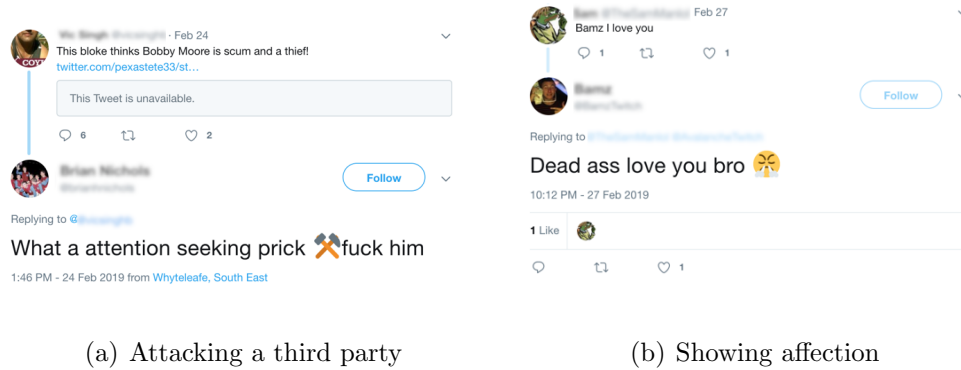 · Feb 24
This bloke thinks Bobby Moore is scum and a thief!
twitter.com/pexastete33/st…
This Tweet is unavailable.
6 2
Follow
Replying to @
What a attention seeking prick ⚒️fuck him
1:46 PM - 24 Feb 2019 from Whyteleafe, South East
(a) Attacking a third party
Feb 27
Bamz I love you
1 1
Follow
Replying to
Dead ass love you bro 😤
10:12 PM - 27 Feb 2019
1 Like
1
(b) Showing affection